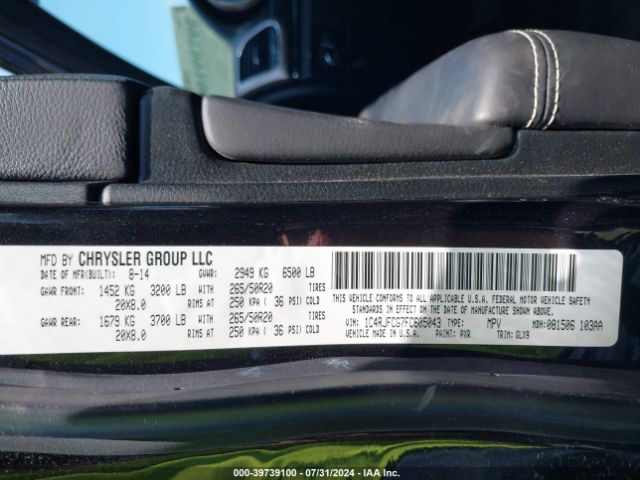 MFD BY CHRYSLER GROUP LLC
DATE OF MFR(BUILT): 8-14 GVWR: 2949 KG 6500 LB
GAWR FRONT: 1452 KG 3200 LB WITH 265/50R20 TIRES
20X8.0 RIMS AT 250 KPA ( 36 PSI) COLD
GAWR REAR: 1679 KG 3700 LB WITH 265/50R20 TIRES
20X8.0 RIMS AT 250 KPA ( 36 PSI) COLD
THIS VEHICLE CONFORMS TO ALL APPLICABLE U.S.A. FEDERAL MOTOR VEHICLE SAFETY
STANDARDS IN EFFECT ON THE DATE OF MANUFACTURE SHOWN ABOVE.
VIN: 1C4RJFCG7FC605043 TYPE: MPV MDH: 081506 103AA
VEHICLE MADE IN U.S.A. PAINT: PXR TRIM: GLX9
000-39739100 - 07/31/2024 - IAA Inc.